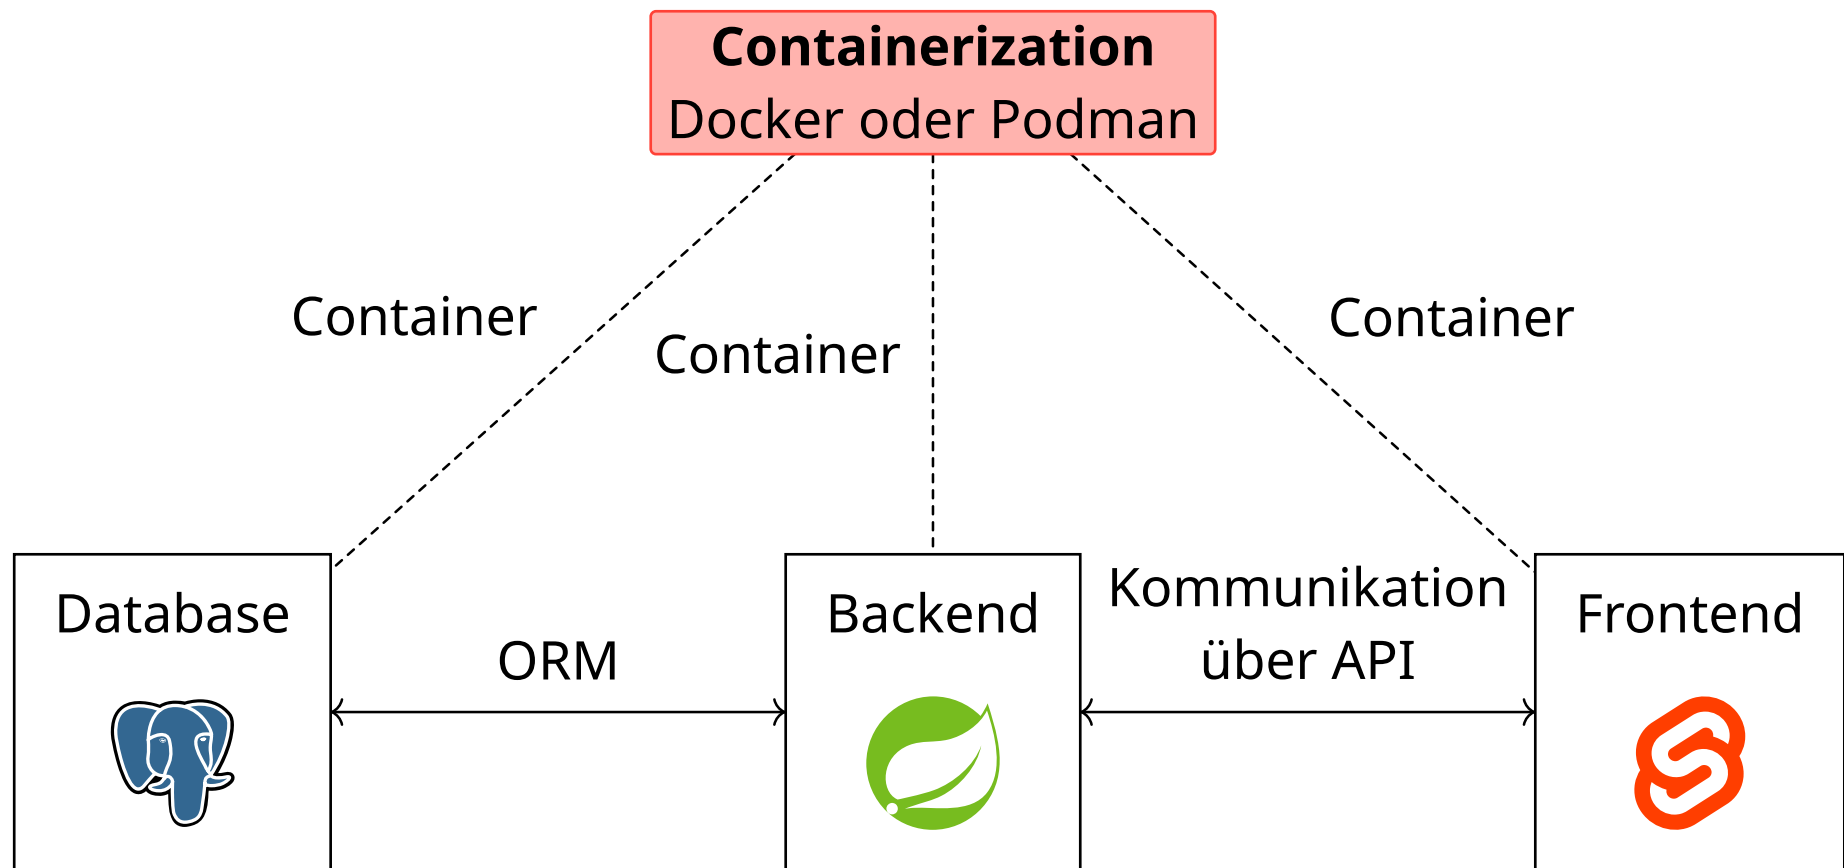 Containerization
Docker oder Podman
Container
Container
Container
Database
ORM
Backend
Kommunikation
über API
Frontend